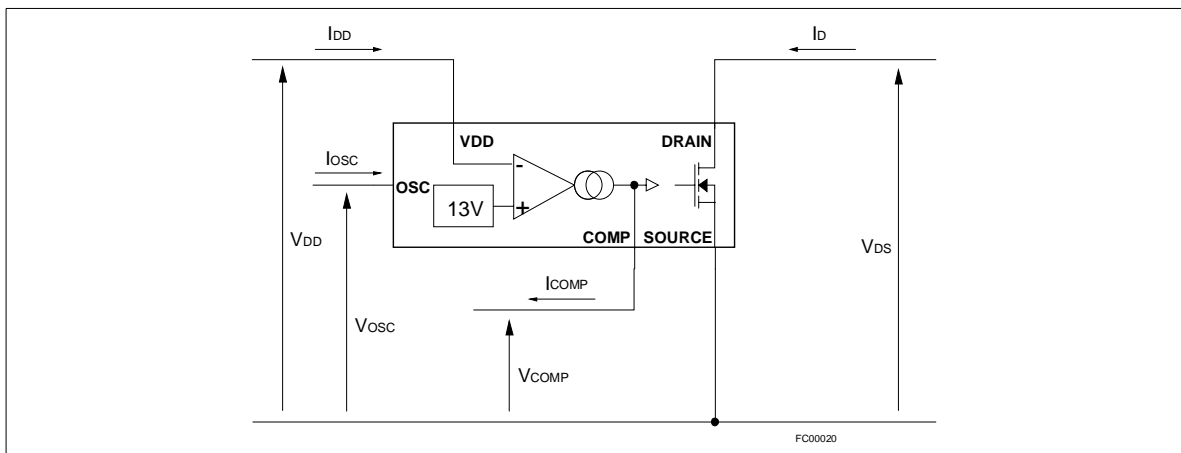 IDD
ID
VDD
DRAIN
IOSC
OSC
-
13V
+
COMP
SOURCE
VDD
VDS
ICOMP
VOSC
VCOMP
FC00020